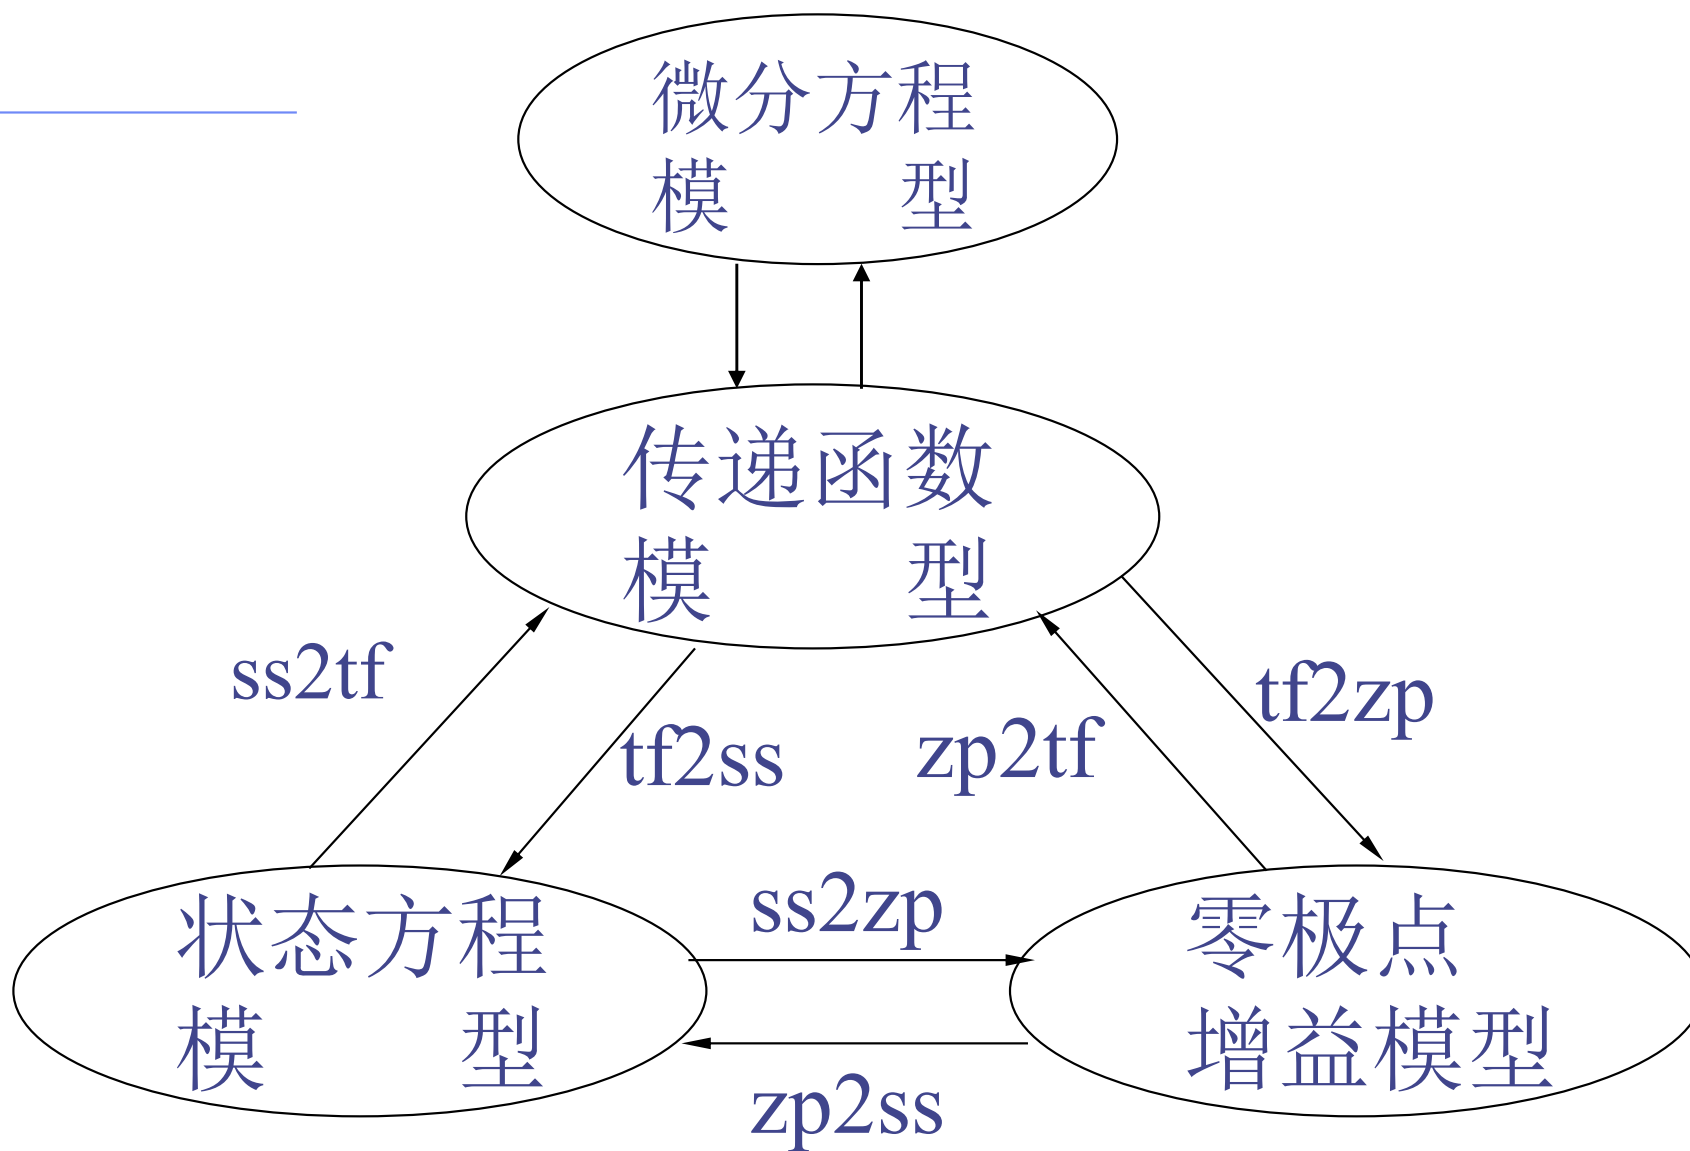 微分方程
模 型
传递函数
模 型
ss2tf
tf2zp
tf2ss
zp2tf
状态方程
模 型
ss2zp
零极点
增益模型
zp2ss